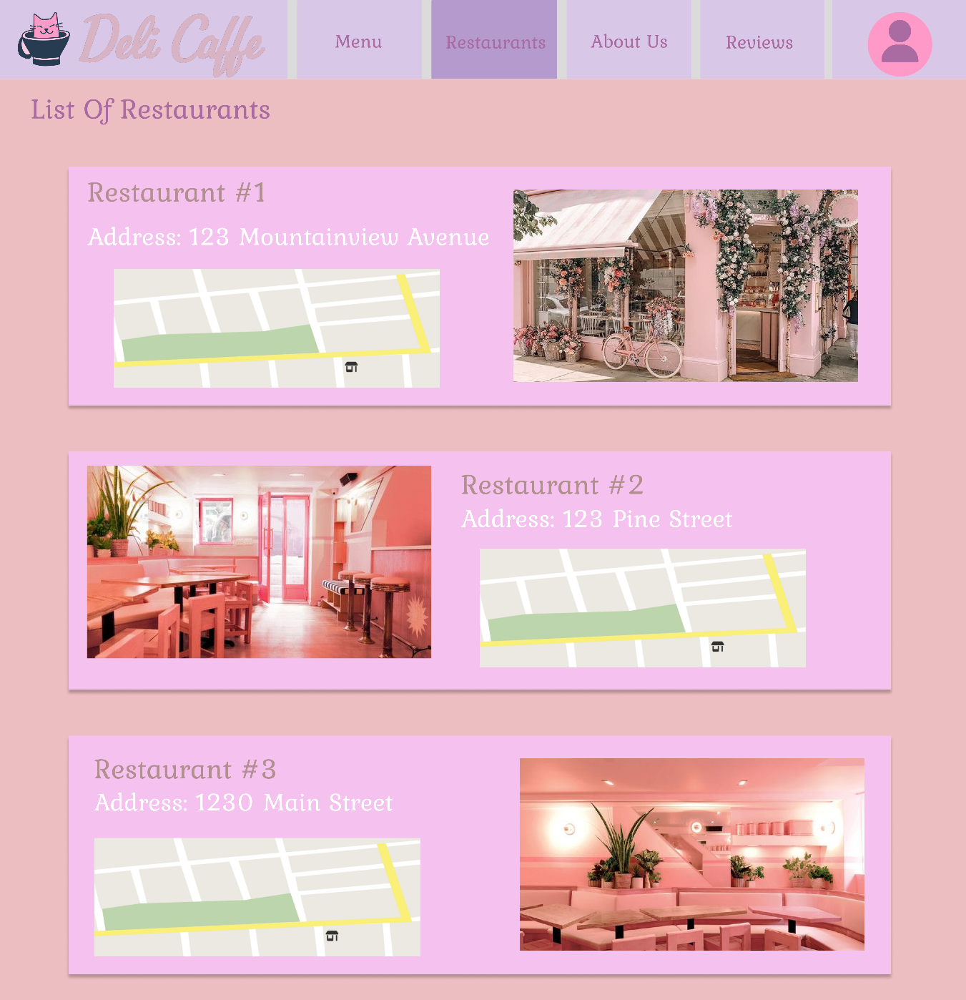 Deli Caffe
Menu
Restaurants
About Us
Reviews
List Of Restaurants
Restaurant #1
Address: 123 Mountainview Avenue
Restaurant #2
Address: 123 Pine Street
Restaurant #3
Address: 1230 Main Street